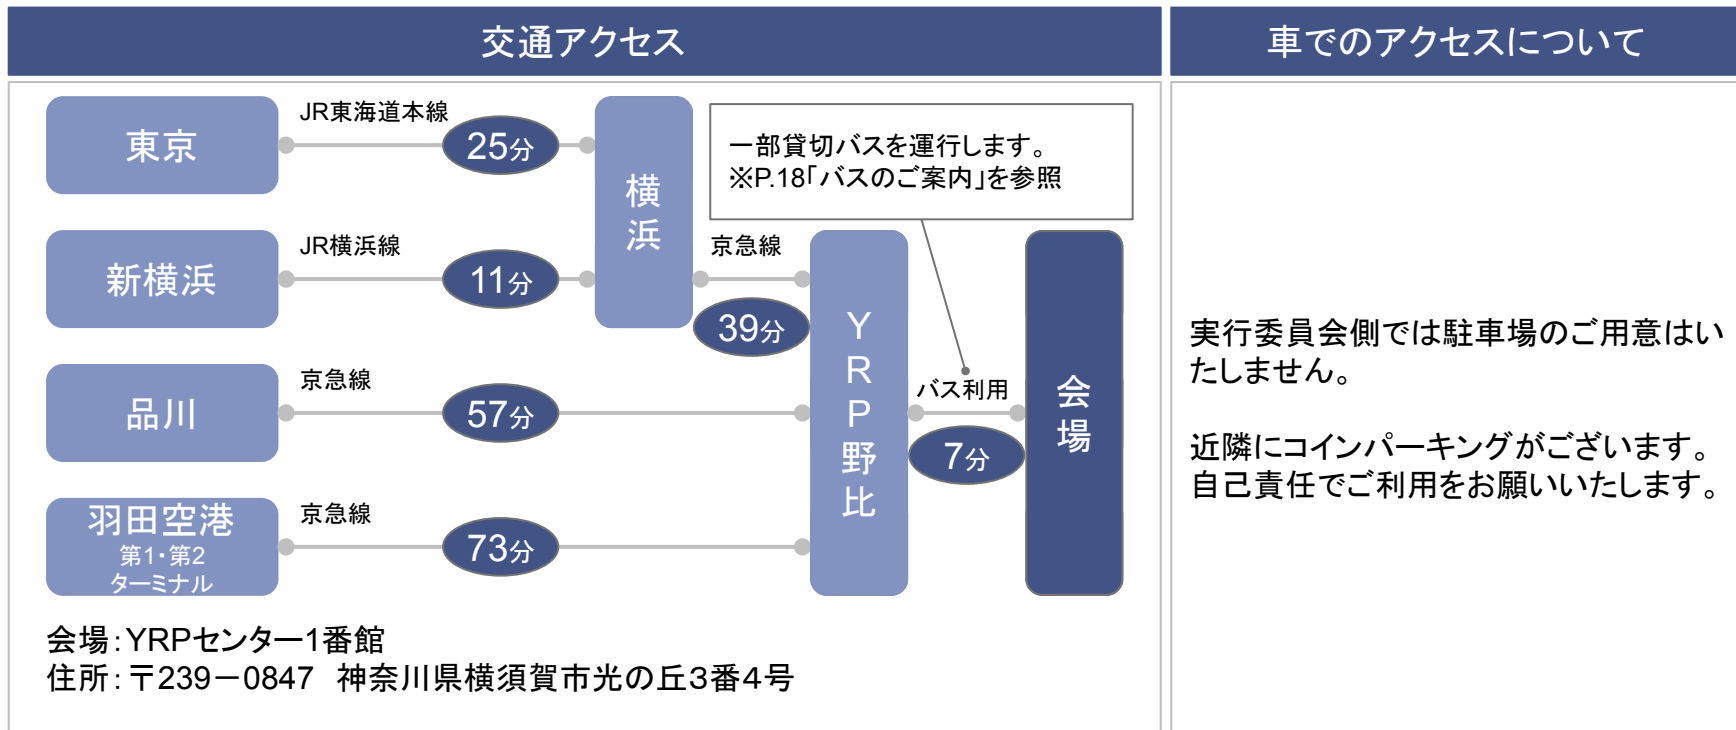 交通アクセス
車でのアクセスについて
東京
JR東海道本線
25分
横浜
一部貸切バスを運行します。
※P.18「バスのご案内」を参照
新横浜
JR横浜線
11分
京急線
39分
YRP野比
品川
京急線
57分
バス利用
7分
会場
羽田空港
第1・第2
ターミナル
京急線
73分
会場：YRPセンター1番館
住所：〒239－0847　神奈川県横須賀市光の丘３番４号
実行委員会側では駐車場のご用意はい
たしません。
近隣にコインパーキングがございます。
自己責任でご利用をお願いいたします。